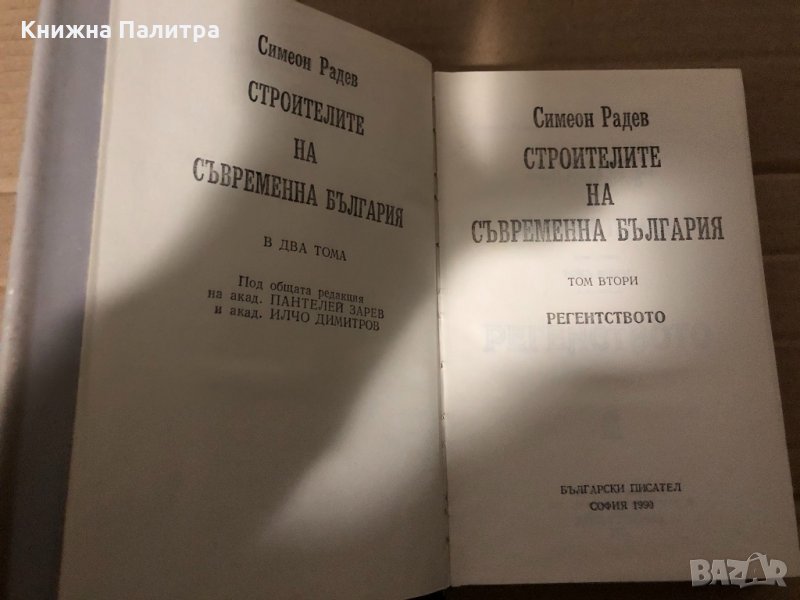 Книжна Палитра
Симеон Радев
СТРОИТЕЛИТЕ
НА
СЪВРЕМЕННА БЪЛГАРИЯ
В ДВА ТОМА
Под общата редакция
на акад. ПАНТЕЛЕЙ ЗАРЕВ
и акад. ИЛЧО ДИМИТРОВ
Симеон Радев
СТРОИТЕЛИТЕ
НА
СЪВРЕМЕННА БЪЛГАРИЯ
ТОМ ВТОРИ
РЕГЕНТСТВОТО
БЪЛГАРСКИ ПИСАТЕЛ
СОФИЯ 1990
BAZAR